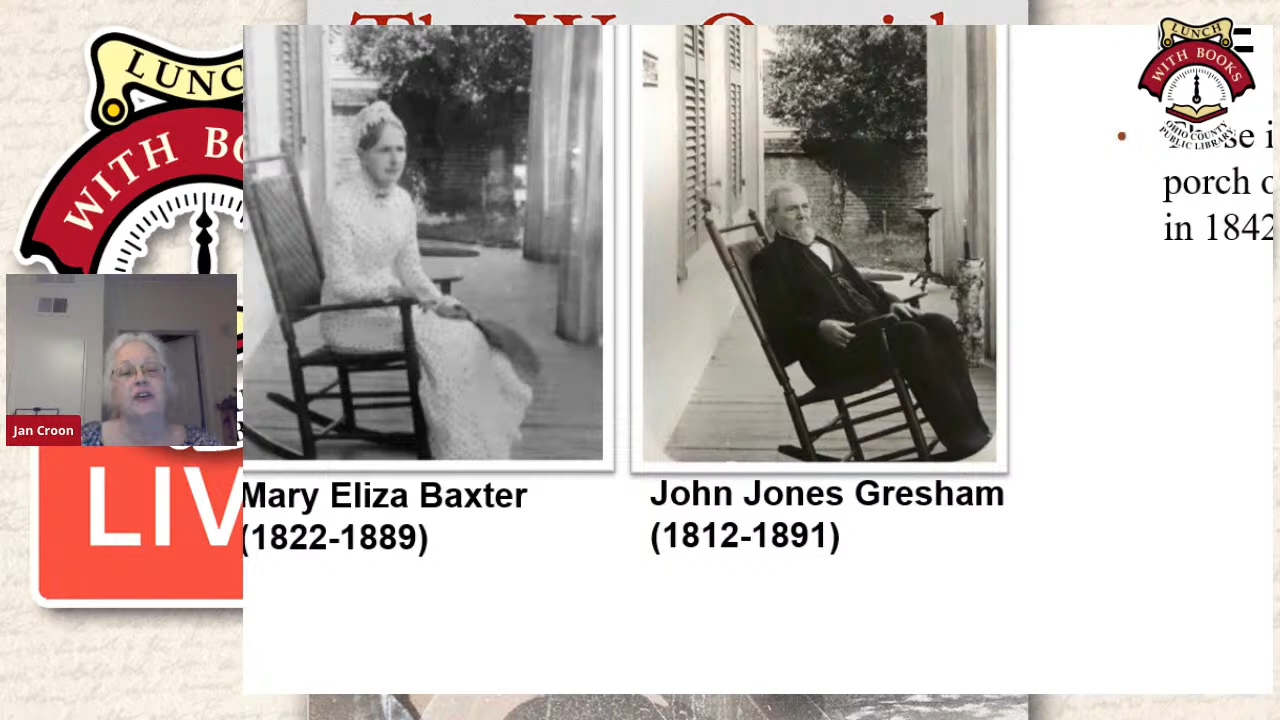 LUNCH
WITH BO
LIV
Jan Croon
Mary Eliza Baxter
(1822-1889)
John Jones Gresham
(1812-1891)
LUNCH
WITH BOOKS
OHIO COUNTY
PUBLIC LIBRARY
porch o
in 1842